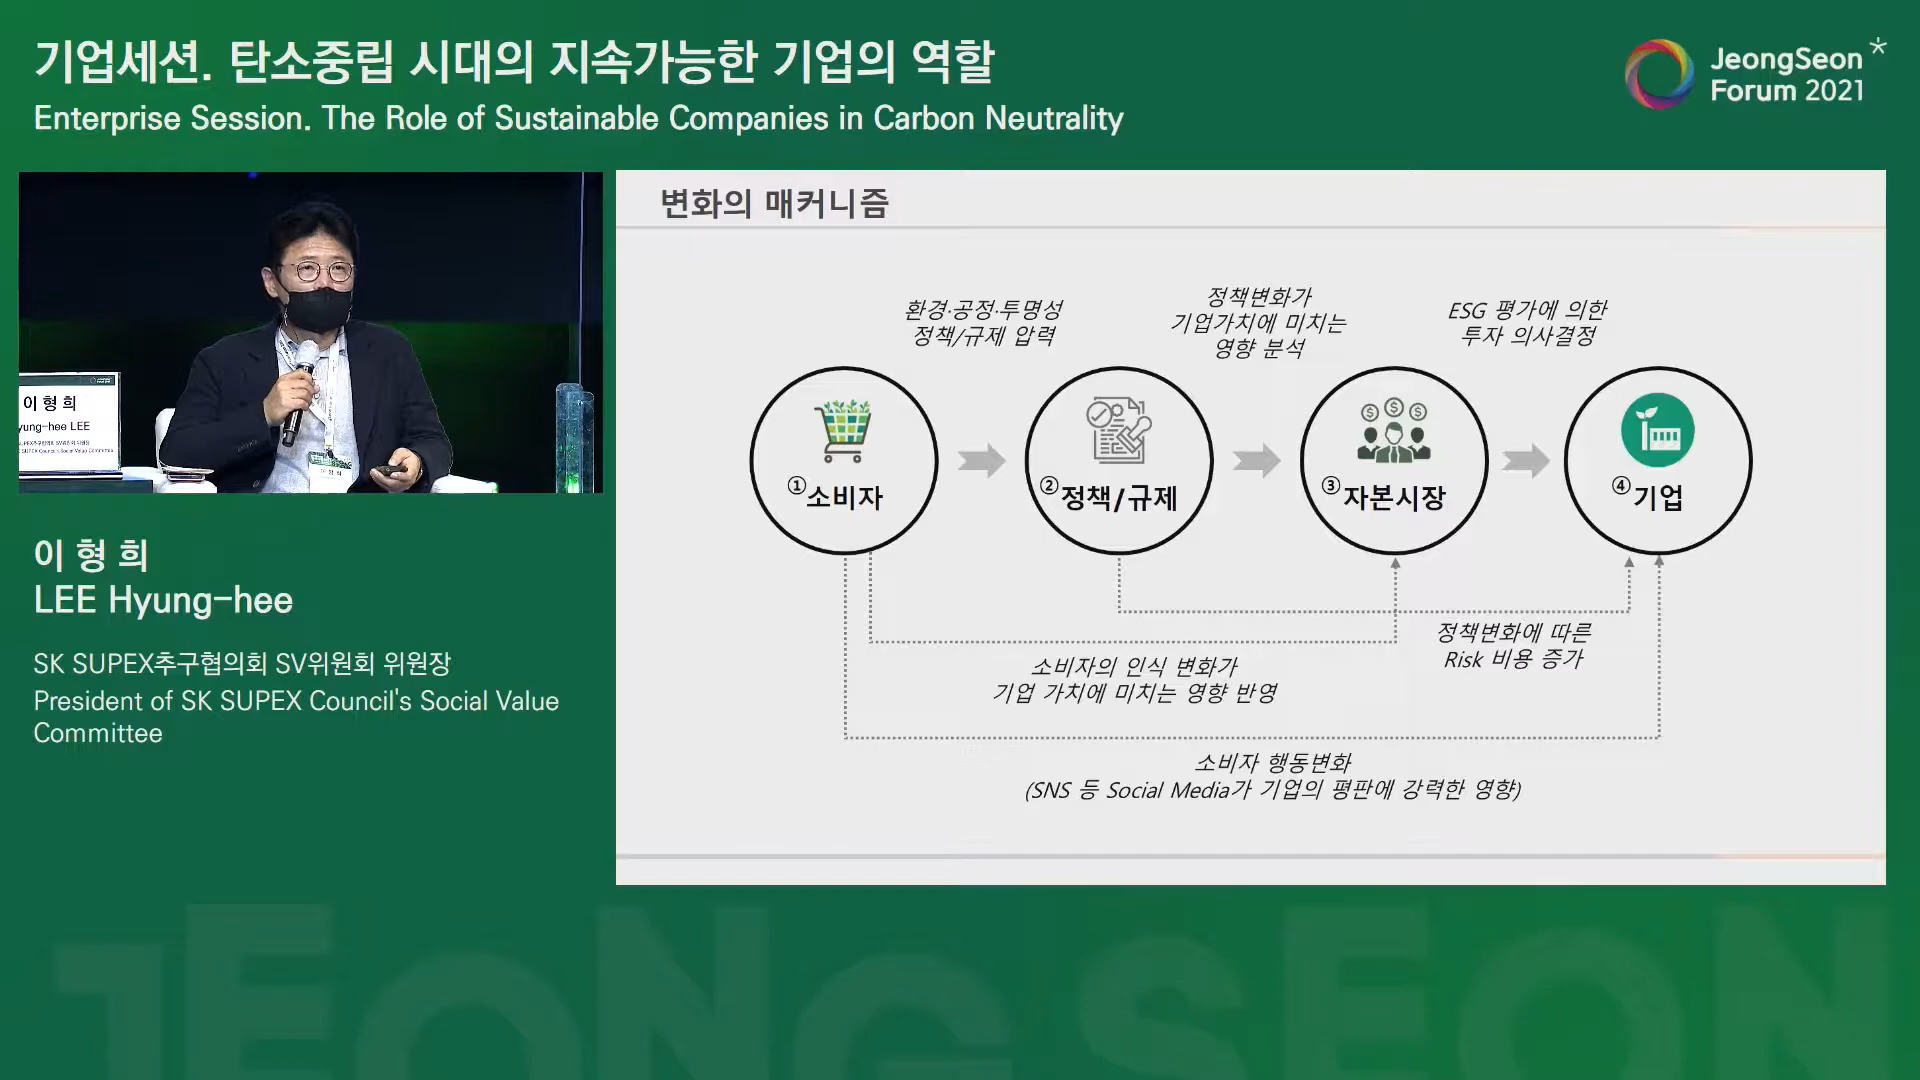 기업세션. 탄소중립 시대의 지속가능한 기업의 역할
Enterprise Session. The Role of Sustainable Companies in Carbon Neutrality
JeongSeon
Forum 2021
이 형 희
yung-hee LEE
이 형 희
LEE Hyung-hee
SK SUPEX추구협의회 SV위원회 위원장
President of SK SUPEX Council's Social Value
Committee
변화의 매커니즘
환경·공정·투명성
정책/규제 압력
정책변화가
기업가치에 미치는
영향 분석
ESG 평가에 의한
투자 의사결정
①소비자
②정책/규제
③자본시장
④기업
정책변화에 따른
Risk 비용 증가
소비자의 인식 변화가
기업 가치에 미치는 영향 반영
소비자 행동변화
(SNS 등 Social Media가 기업의 평판에 강력한 영향)
JEONGSEON